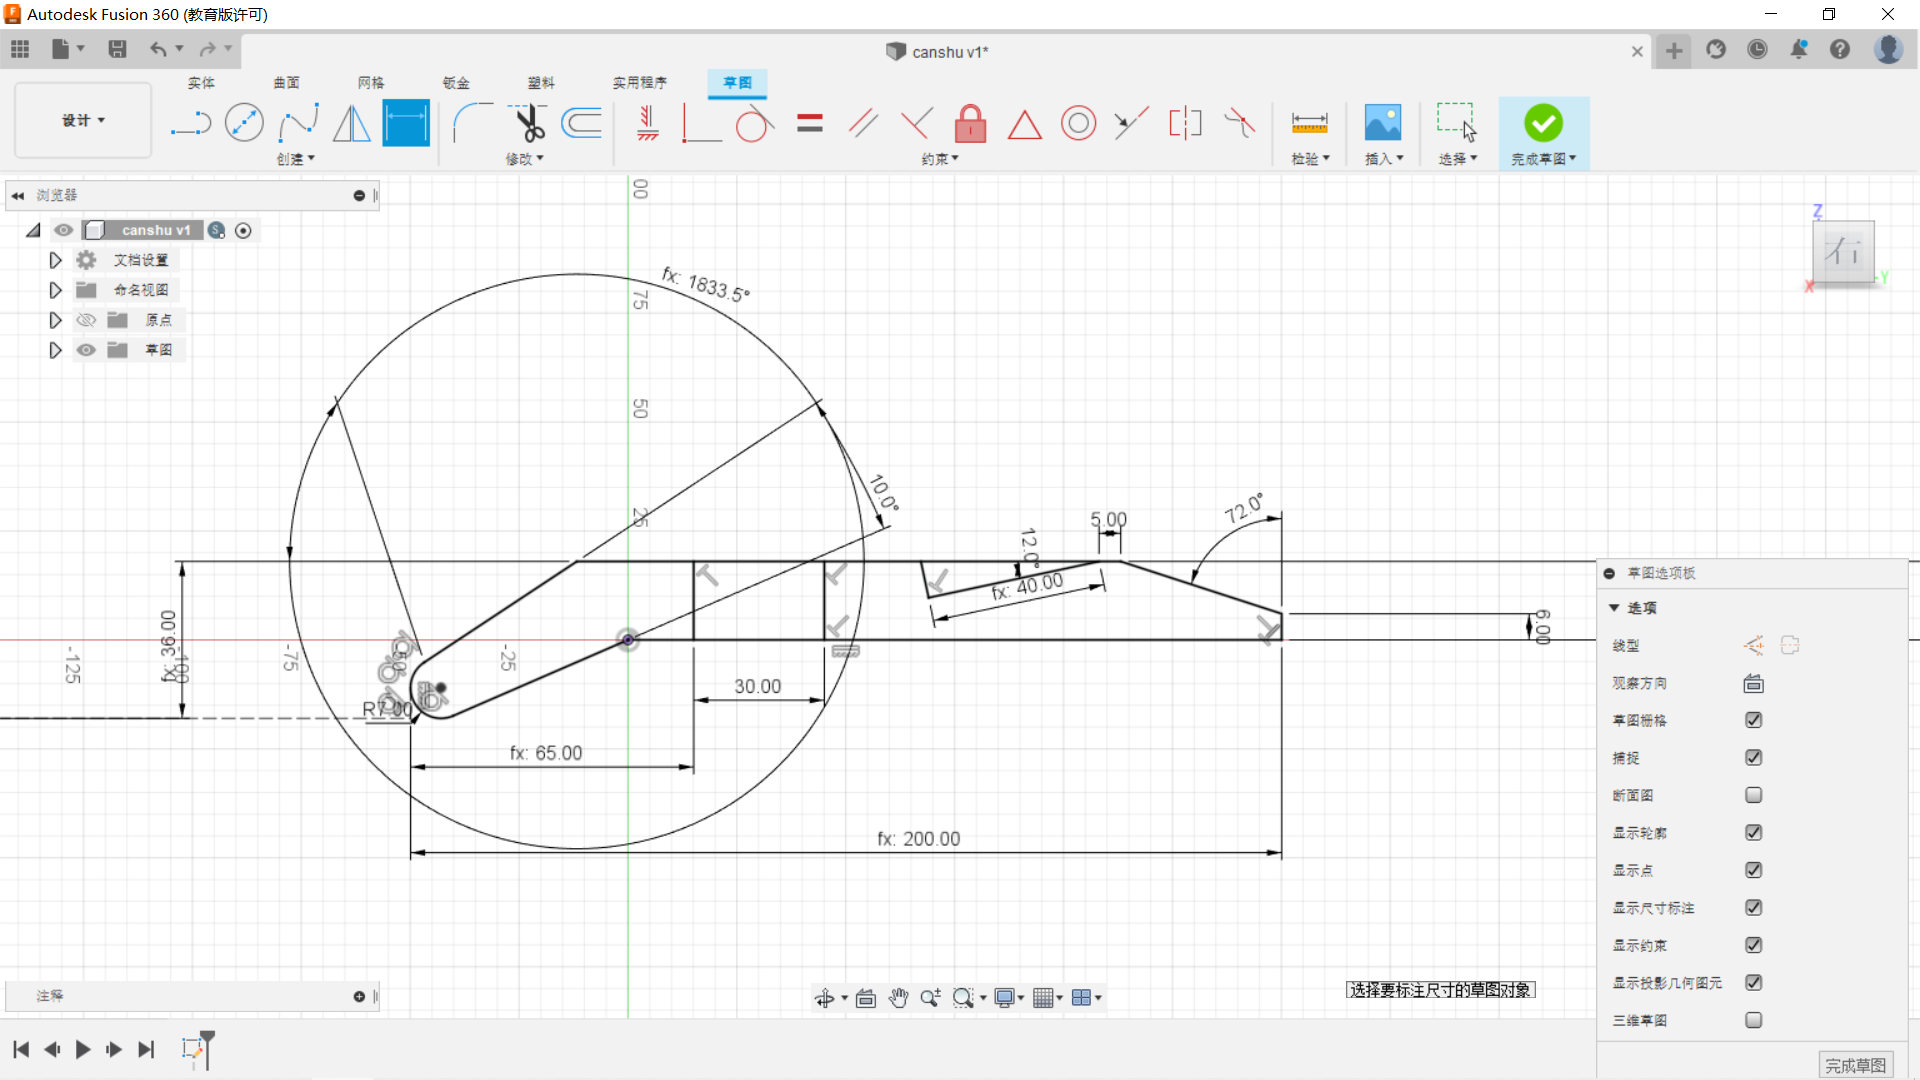 Autodesk Fusion 360 (教育版许可)
canshu v1*
实体 曲面 网格 钣金 塑料 实用程序 草图
设计
创建 修改 约束 检验 插入 选择 完成草图
浏览器
canshu v1
文档设置
命名视图
原点
草图
00
75
50
25
-125
-100
-75
-50
-25
fx: 1833.5°
10.0°
12.0°
5.00
72.0°
fx: 40.00
6.00
fx: 36.00
R7.00
30.00
fx: 65.00
fx: 200.00
Z
右
Y
X
草图选项板
选项
线型
观察方向
草图栅格
捕捉
断面图
显示轮廓
显示点
显示尺寸标注
显示约束
显示投影几何图元
三维草图
完成草图
选择要标注尺寸的草图对象
注释